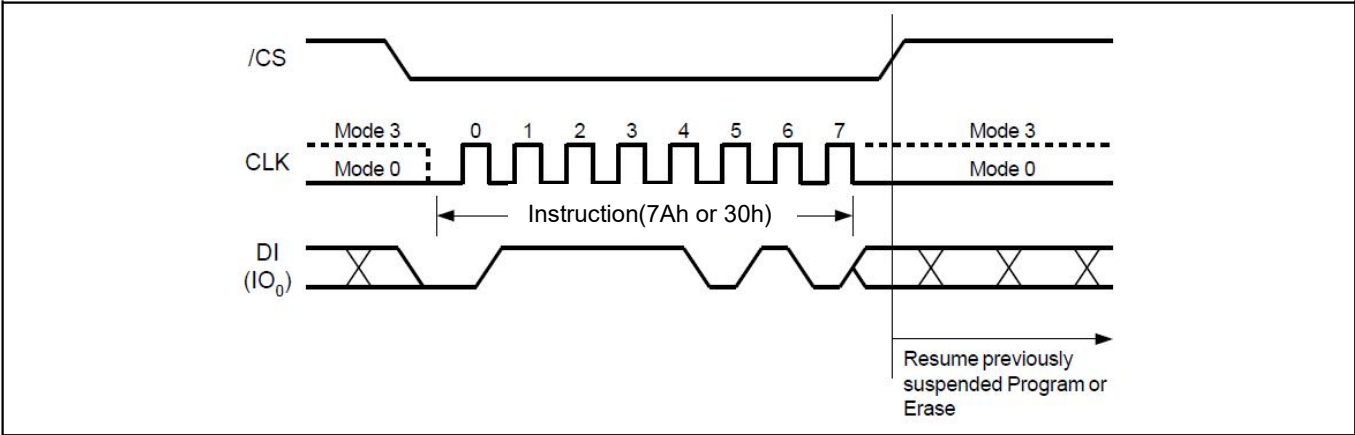 /CS
Mode 3 0 1 2 3 4 5 6 7 Mode 3
CLK
Mode 0 Mode 0
Instruction(7Ah or 30h)
DI
(IO0)
Resume previously
suspended Program or
Erase